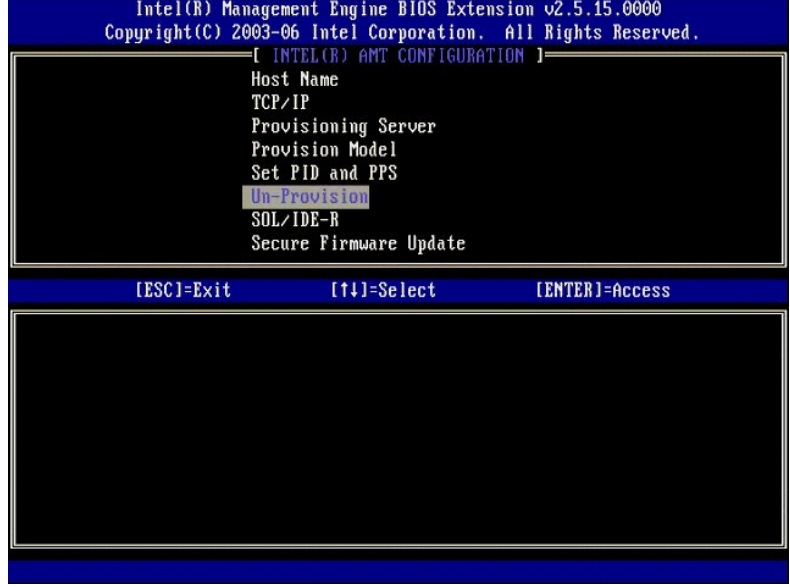 Intel(R) Management Engine BIOS Extension v2.5.15.0000
Copyright(C) 2003-06 Intel Corporation. All Rights Reserved.
[ INTEL(R) AMT CONFIGURATION ]
Host Name
TCP/IP
Provisioning Server
Provision Model
Set PID and PPS
Un-Provision
SOL/IDE-R
Secure Firmware Update
[ESC]=Exit [↑↓]=Select [ENTER]=Access